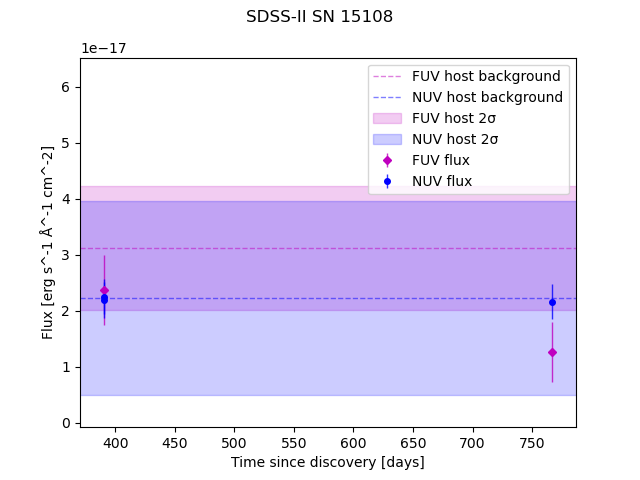 SDSS-II SN 15108
1e−17
FUV host background
NUV host background
FUV host 2σ
NUV host 2σ
FUV flux
NUV flux
6
5
4
3
2
1
0
Flux [erg s^-1 Å^-1 cm^-2]
400 450 500 550 600 650 700 750
Time since discovery [days]